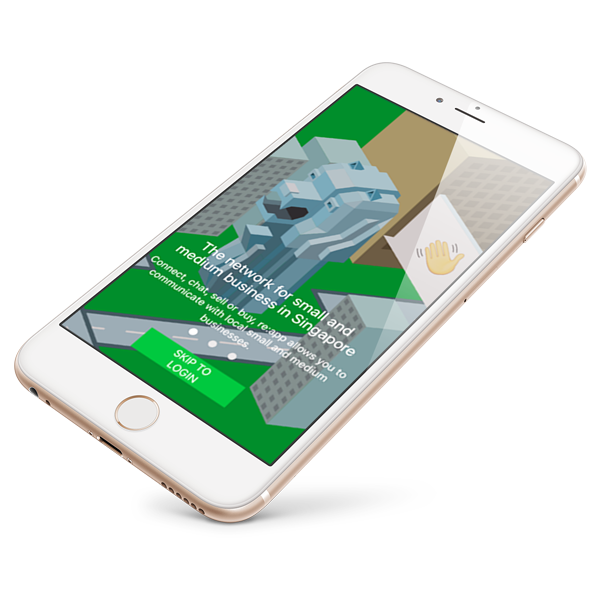 The network for small and
medium business in Singapore
Connect, chat, sell or buy, re:app allows you to
communicate with local small and medium
businesses.
SKIP TO
LOGIN